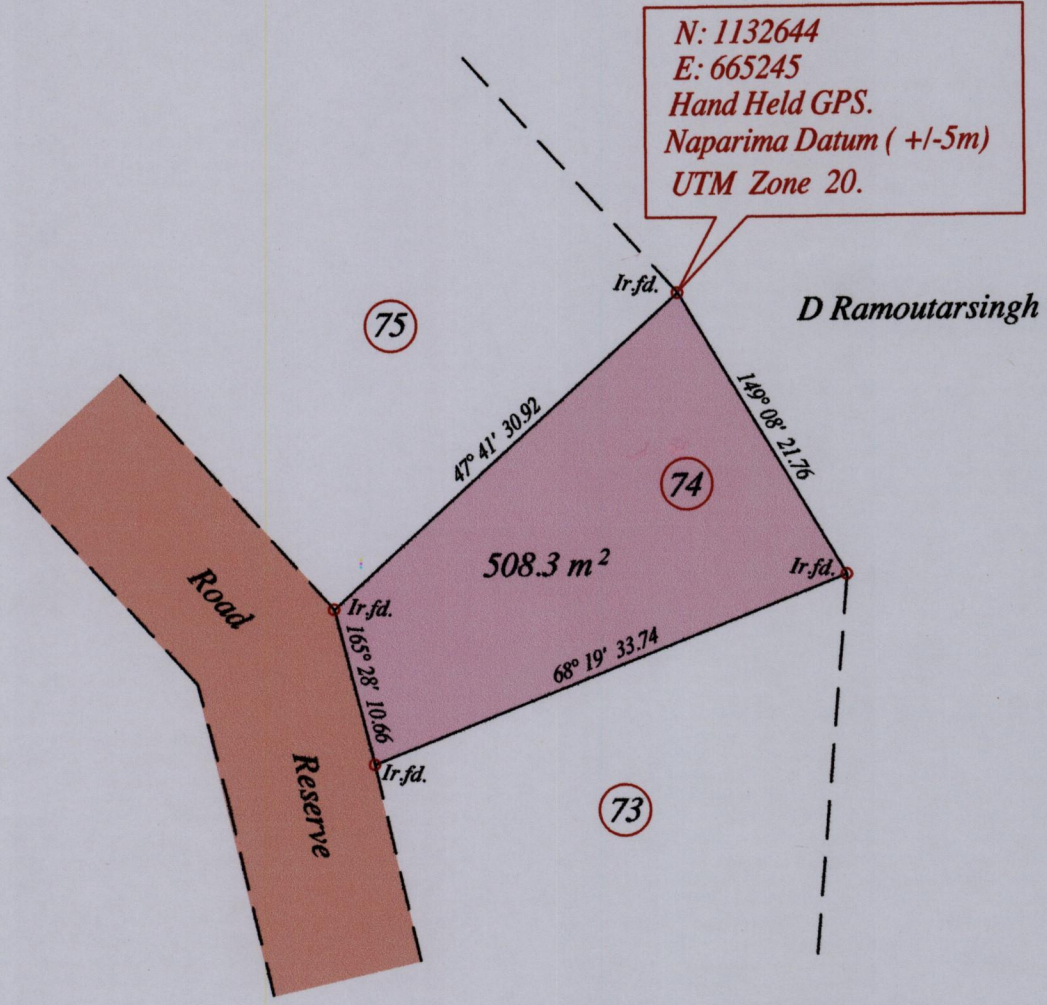 N: 1132644
E: 665245
Hand Held GPS.
Naparima Datum ( +/-5m)
UTM Zone 20.
Ir.fd.
D Ramoutarsingh
75
149° 08' 21.76
47° 41' 30.92
74
508.3 m²
Ir.fd.
Road
Ir.fd.
165° 28' 10.66
68° 19' 33.74
Ir.fd.
Reserve
73